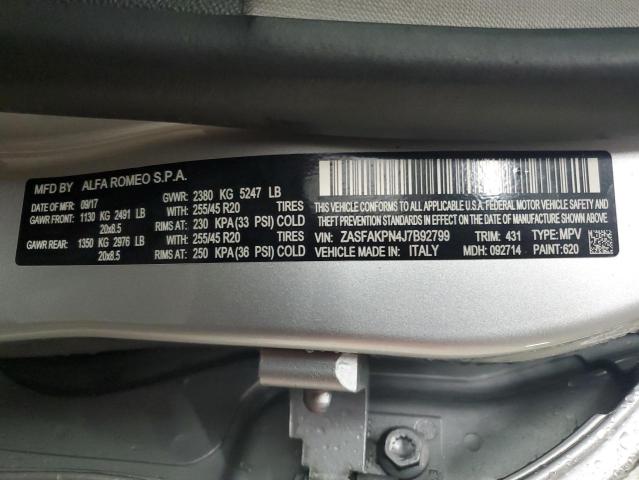 MFD BY ALFA ROMEO S.P.A.
DATE: 09/17 GVWR: 2380 KG 5247 LB
GAWR FRONT: 1130 KG 2491 LB WITH: 255/45 R20 TIRES
20x8.5 RIMS AT: 230 KPA(33 PSI) COLD
GAWR REAR: 1350 KG 2976 LB WITH: 255/45 R20 TIRES
20x8.5 RIMS AT: 250 KPA(36 PSI) COLD
THIS VEHICLE CONFORMS TO ALL APPLICABLE U.S.A. FEDERAL MOTOR VEHICLE SAFETY AND
BUMPER AND THEFT PREVENTION STANDARDS IN EFFECT ON THE DATE OF MANUFACTURE SHOWN ABOVE.
VIN: ZASFAKPN4J7B92799 TRIM: 431 TYPE: MPV
VEHICLE MADE IN: ITALY MDH: 092714 PAINT: 620